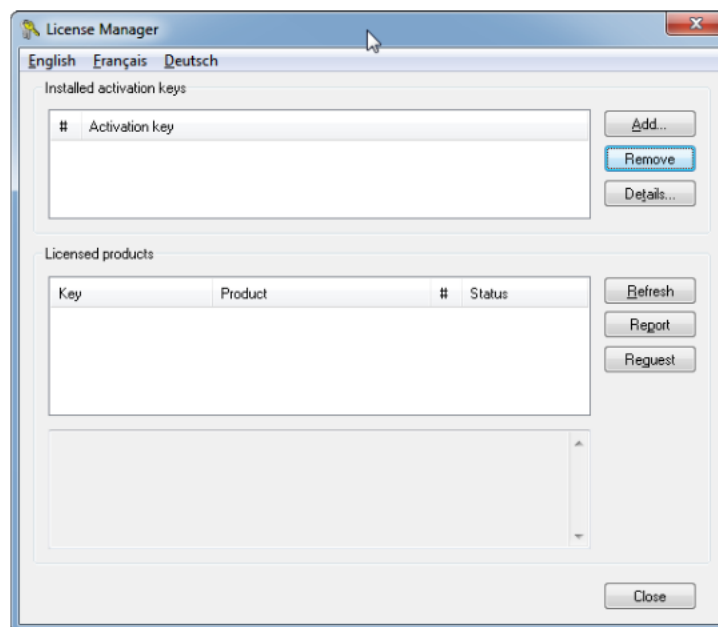 License Manager
English Français Deutsch
Installed activation keys
# Activation key
Add...
Remove
Details...
Licensed products
Key Product # Status
Refresh
Report
Reguest
Close